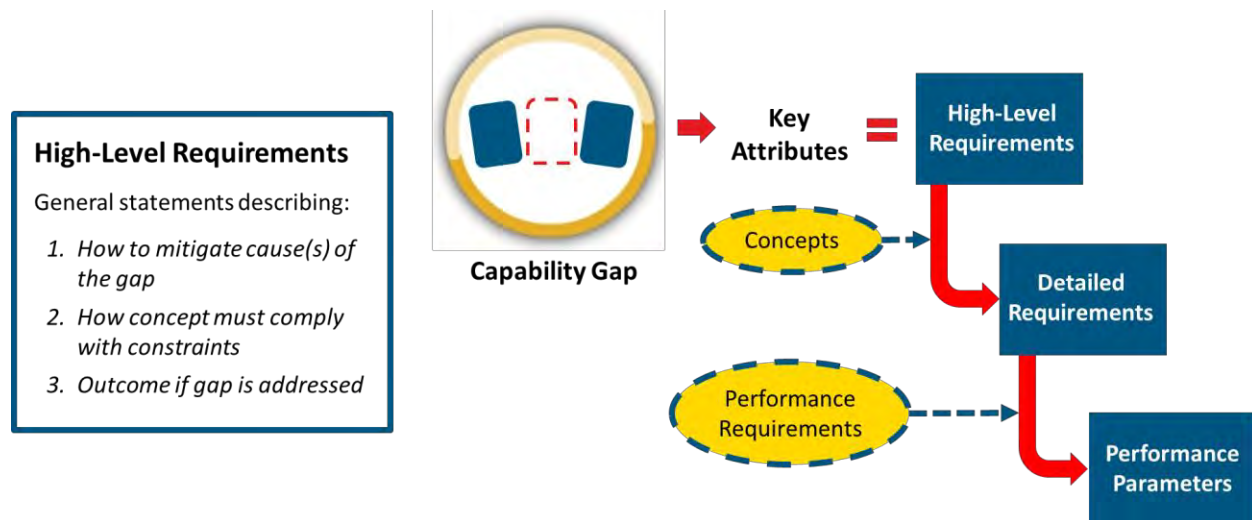 High-Level Requirements
General statements describing:
1. How to mitigate cause(s) of
the gap
2. How concept must comply
with constraints
3. Outcome if gap is addressed
Capability Gap
Key
Attributes
=
High-Level
Requirements
Concepts
Detailed
Requirements
Performance
Requirements
Performance
Parameters